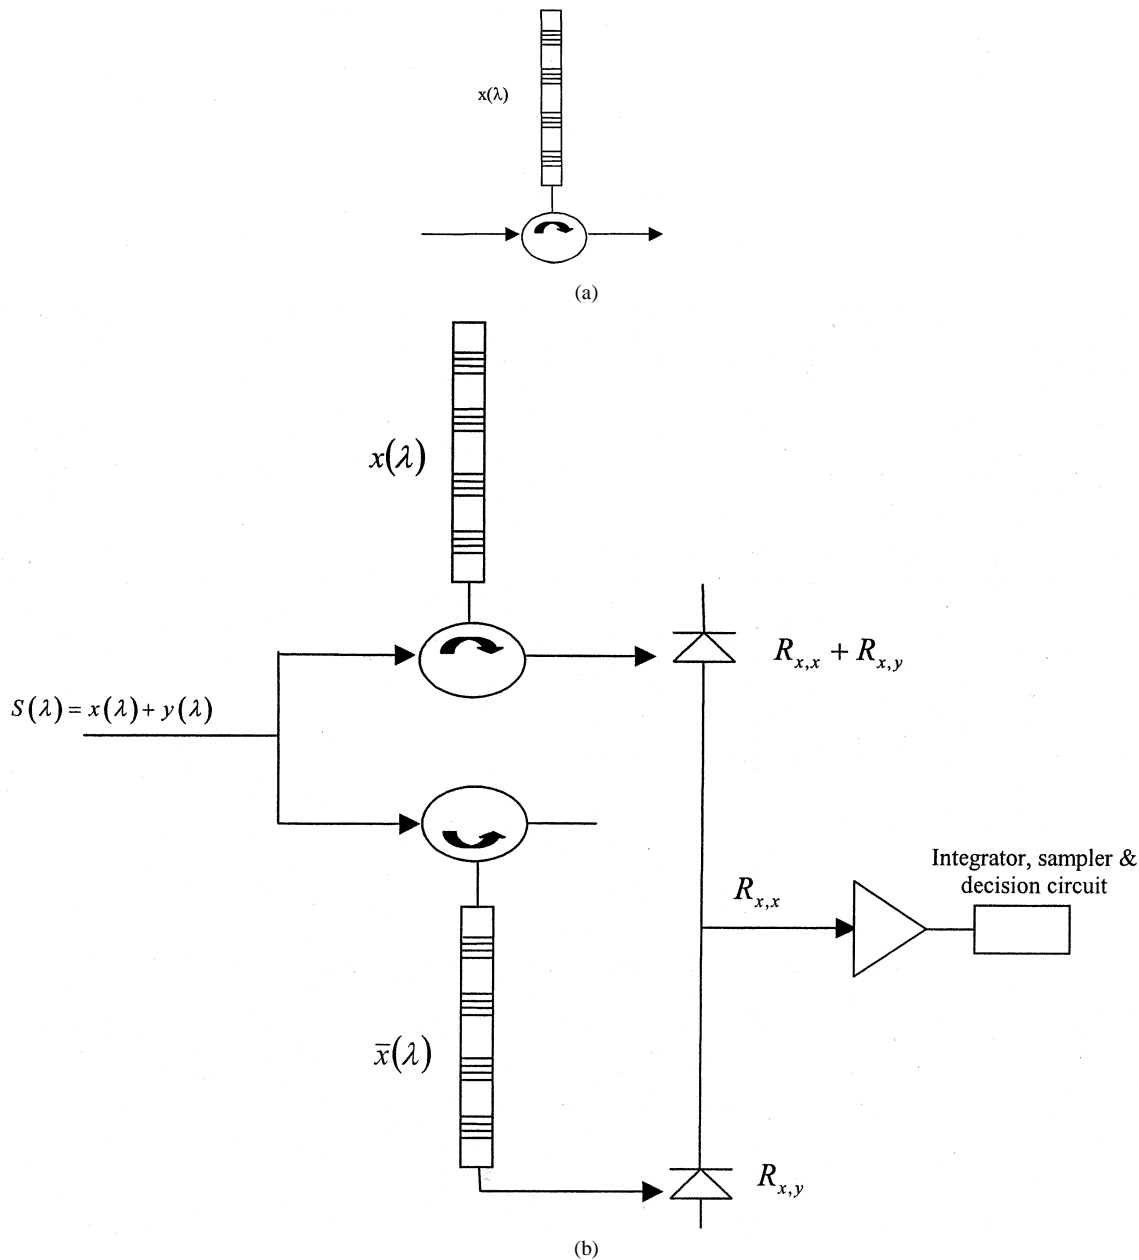 x(λ)
(a)
x(λ)
R_{x,x} + R_{x,y}
S(λ) = x(λ) + y(λ)
Integrator, sampler &
decision circuit
R_{x,x}
x̄(λ)
R_{x,y}
(b)